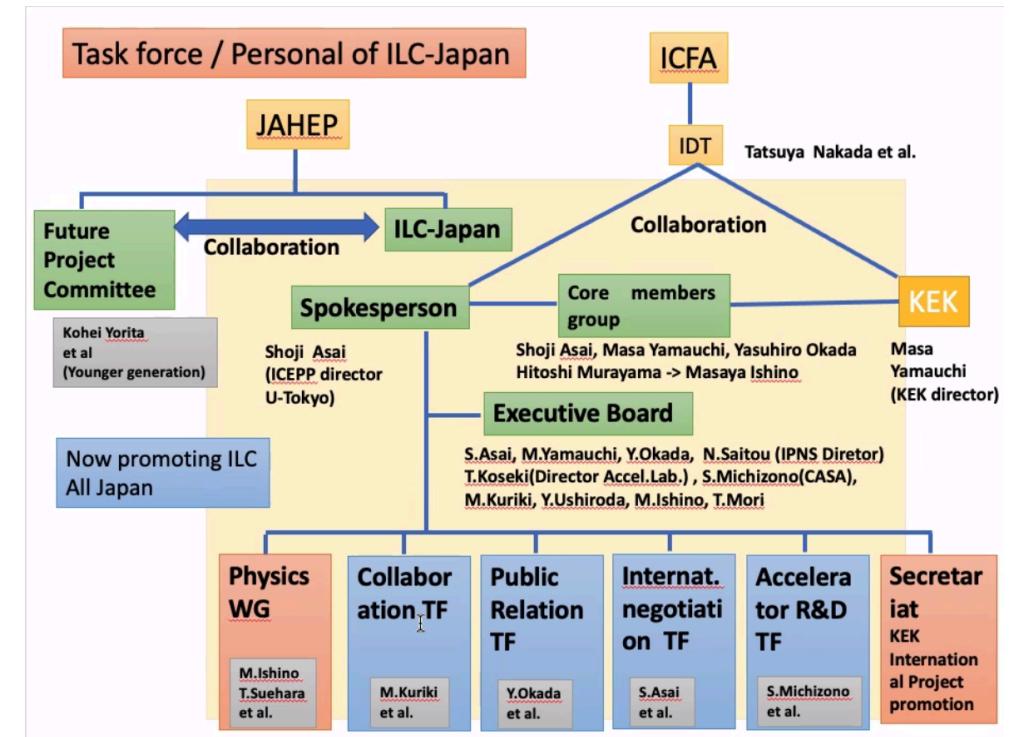 Task force / Personal of ILC-Japan
ICFA
JAHEP
IDT
Tatsuya Nakada et al.
Future
Project
Committee
Collaboration
ILC-Japan
Collaboration
Kohei Yorita
et al
(Younger generation)
Spokesperson
Shoji Asai
(ICEPP director
U-Tokyo)
Core members
group
Shoji Asai, Masa Yamauchi, Yasuhiro Okada
Hitoshi Murayama -> Masaya Ishino
KEK
Masa
Yamauchi
(KEK director)
Executive Board
S.Asai, M.Yamauchi, Y.Okada, N.Saitou (IPNS Diretor)
T.Koseki(Director Accel.Lab.) , S.Michizono(CASA),
M.Kuriki, Y.Ushiroda, M.Ishino, T.Mori
Now promoting ILC
All Japan
Physics
WG
M.Ishino
T.Suehara
et al.
Collabor
ation TF
M.Kuriki
et al.
Public
Relation
TF
Y.Okada
et al.
Internat.
negotiati
on TF
S.Asai
et al.
Accelera
tor R&D
TF
S.Michizono
et al.
Secretar
iat
KEK
Internation
al Project
promotion